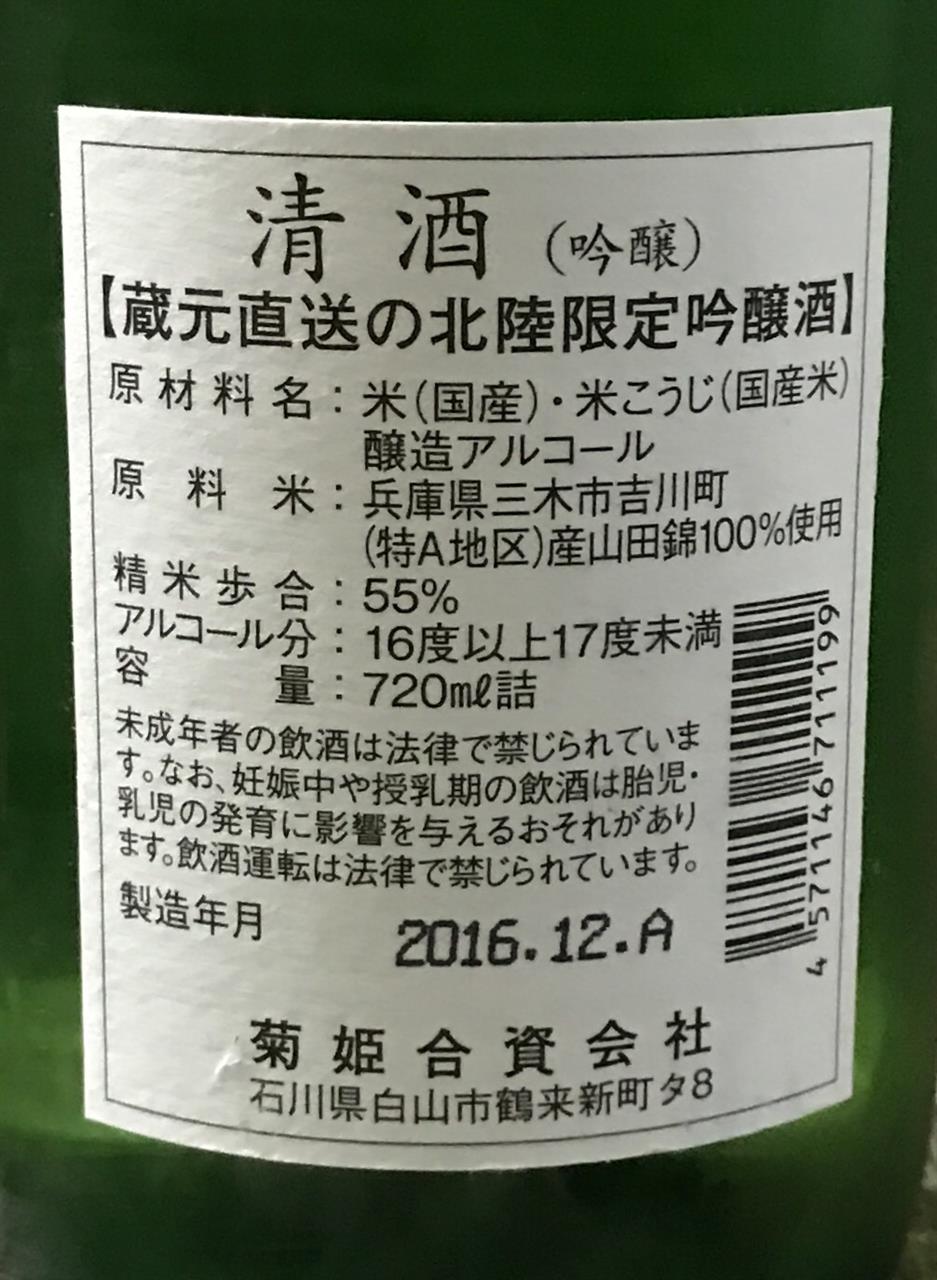 清酒（吟醸）
【蔵元直送の北陸限定吟醸酒】
原材料名：米(国産)・米こうじ(国産米)
醸造アルコール
原料米：兵庫県三木市吉川町
(特A地区)産山田錦100%使用
精米歩合：55%
アルコール分：16度以上17度未満
容量：720mℓ詰
未成年者の飲酒は法律で禁じられていま
す。なお、妊娠中や授乳期の飲酒は胎児・
乳児の発育に影響を与えるおそれがあり
ます。飲酒運転は法律で禁じられています。
製造年月 2016.12.A
菊姫合資会社
石川県白山市鶴来新町タ8
4571146711199